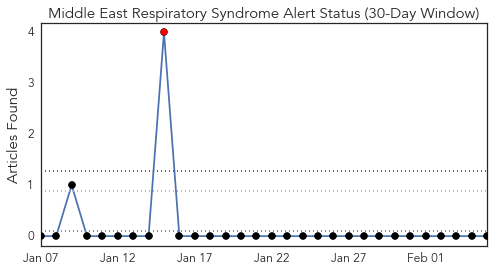 Middle East Respiratory Syndrome Alert Status (30-Day Window)
Articles Found
4
3
2
1
0
Jan 07 Jan 12 Jan 17 Jan 22 Jan 27 Feb 01